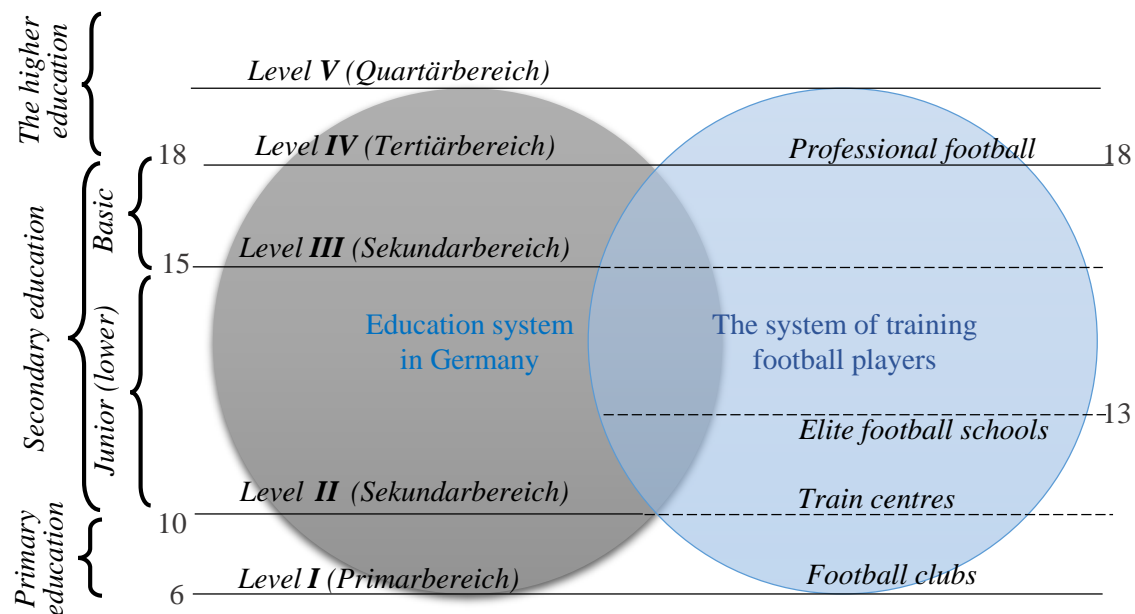 The higher
education
Level V (Quartärbereich)
Level IV (Tertiärbereich)
Professional football
18
18
Secondary education
Basic
Level III (Sekundarbereich)
15
Junior (lower)
Education system
in Germany
The system of training
football players
13
Elite football schools
Level II (Sekundarbereich)
Train centres
10
Primary
education
Level I (Primarbereich)
Football clubs
6